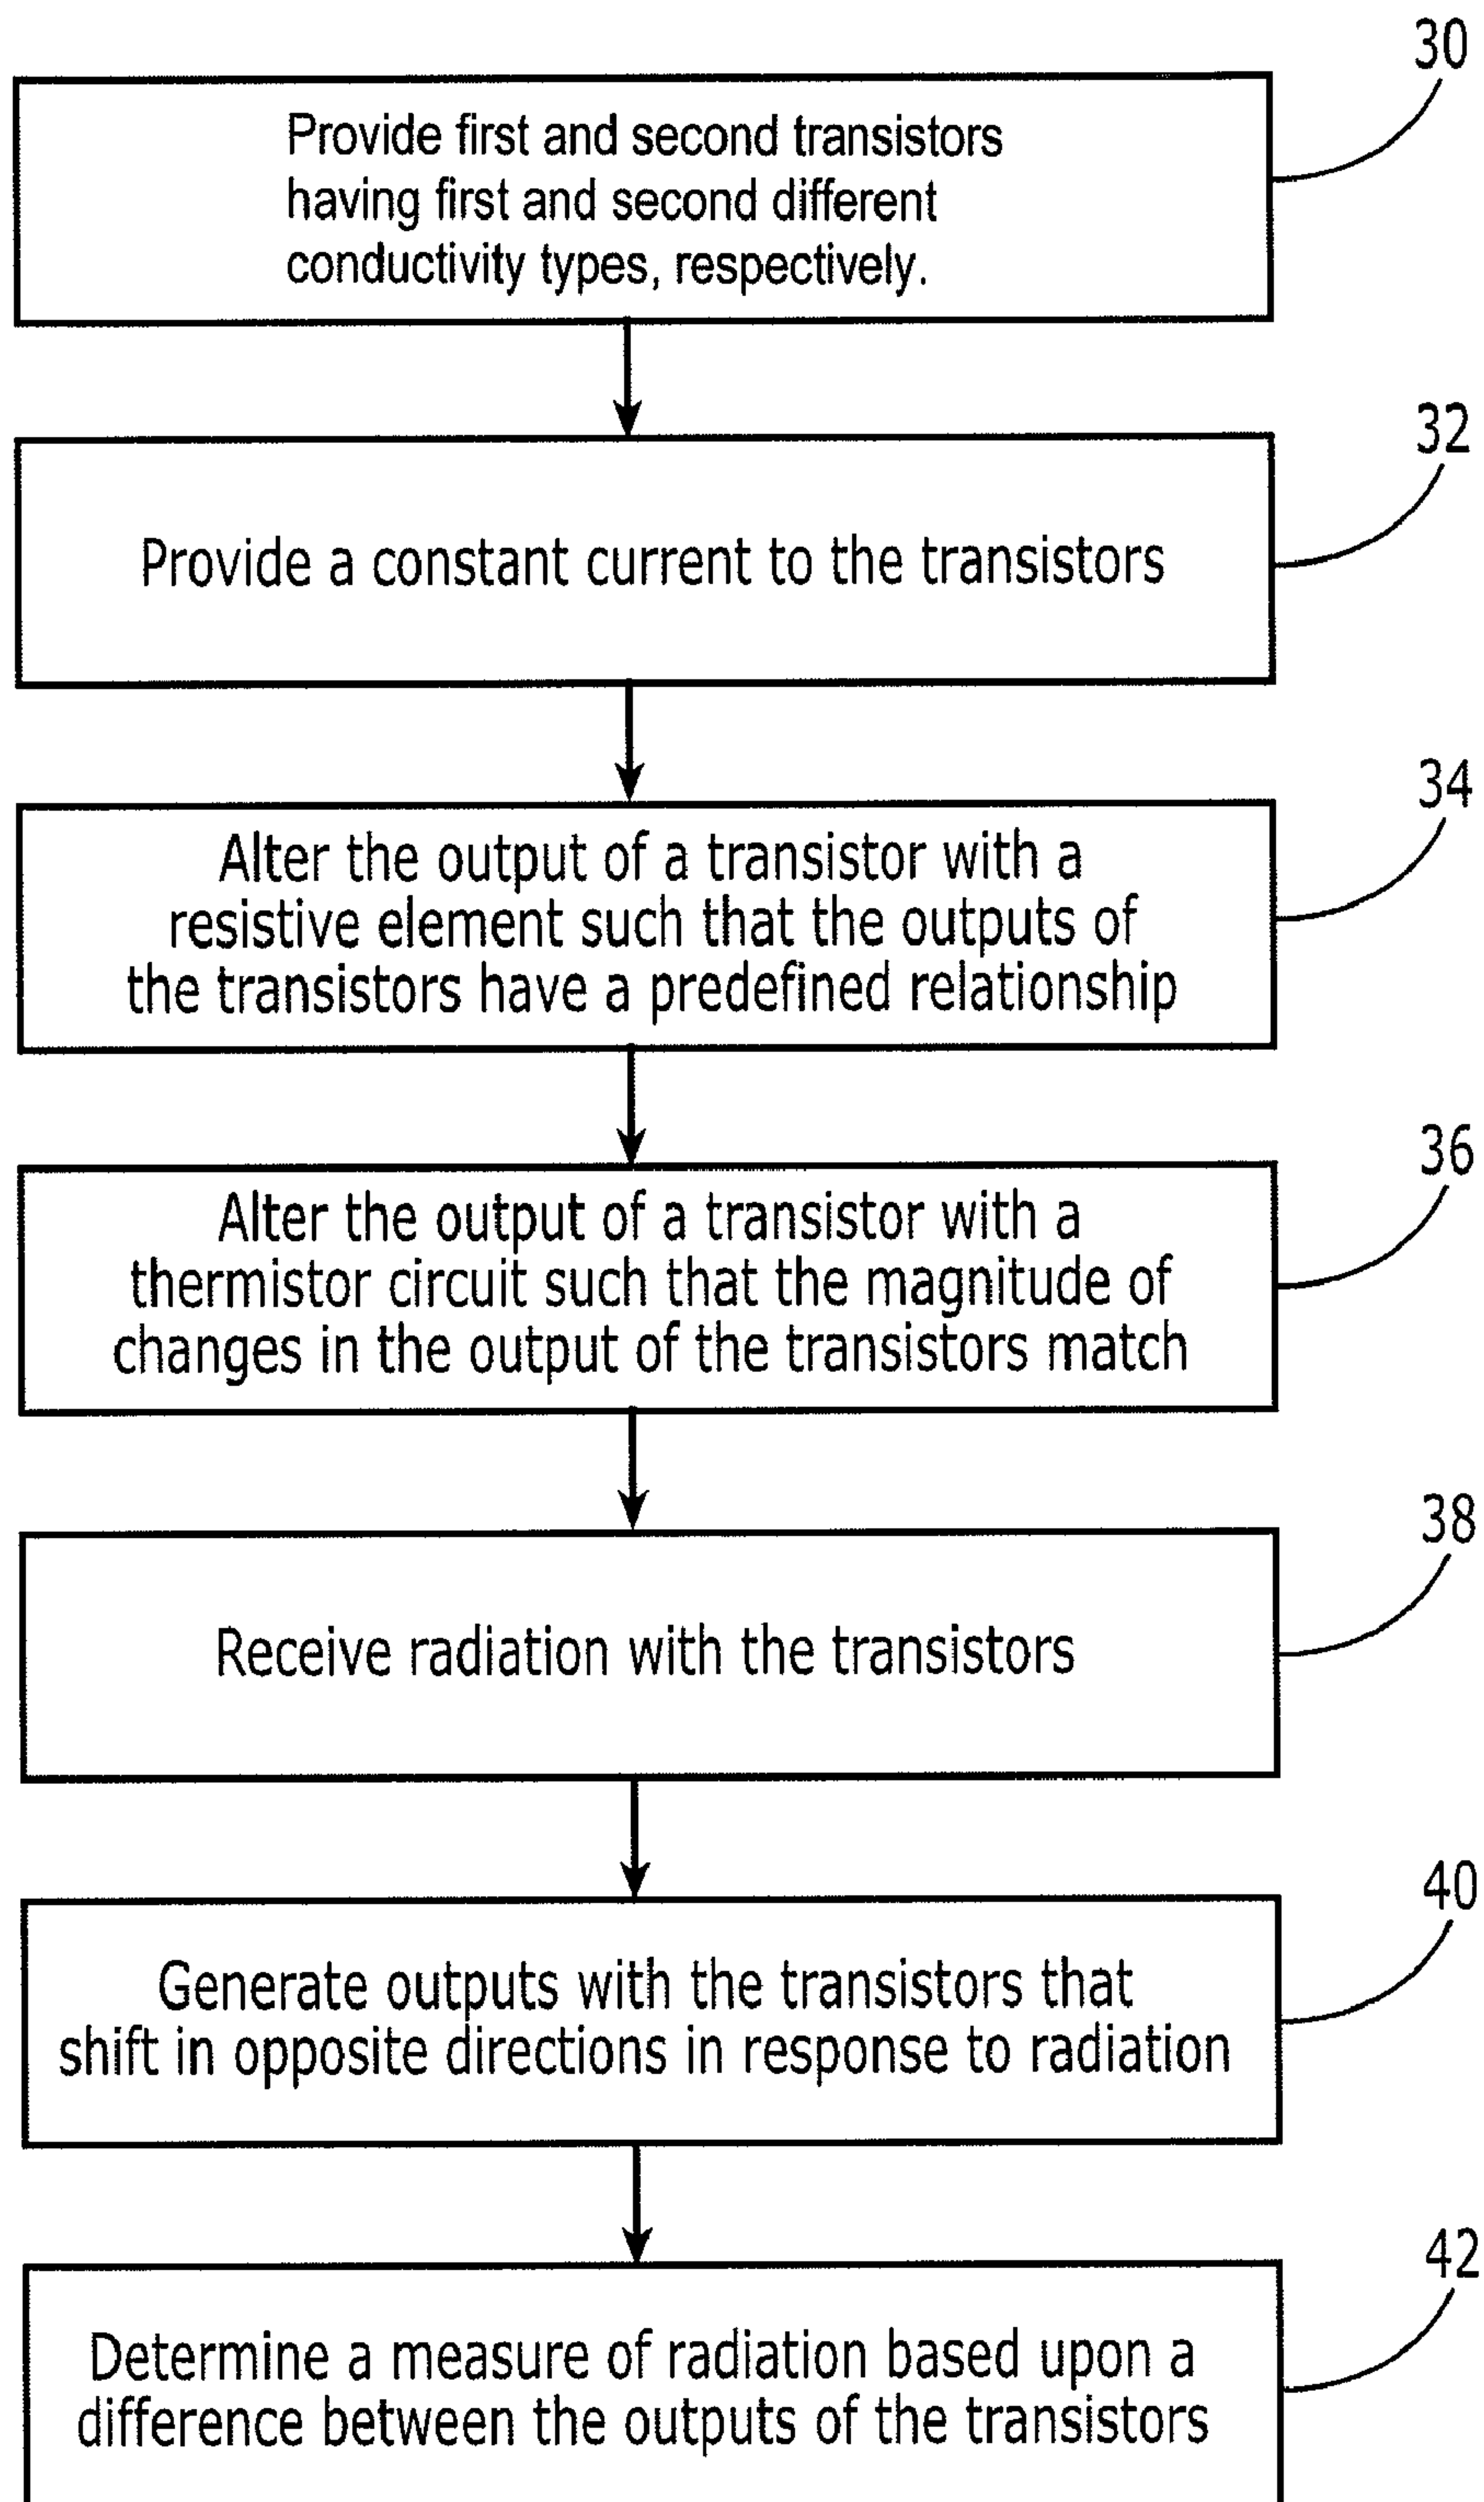 30
Provide first and second transistors
having first and second different
conductivity types, respectively.
32
Provide a constant current to the transistors
34
Alter the output of a transistor with a
resistive element such that the outputs of
the transistors have a predefined relationship
36
Alter the output of a transistor with a
thermistor circuit such that the magnitude of
changes in the output of the transistors match
38
Receive radiation with the transistors
40
Generate outputs with the transistors that
shift in opposite directions in response to radiation
42
Determine a measure of radiation based upon a
difference between the outputs of the transistors